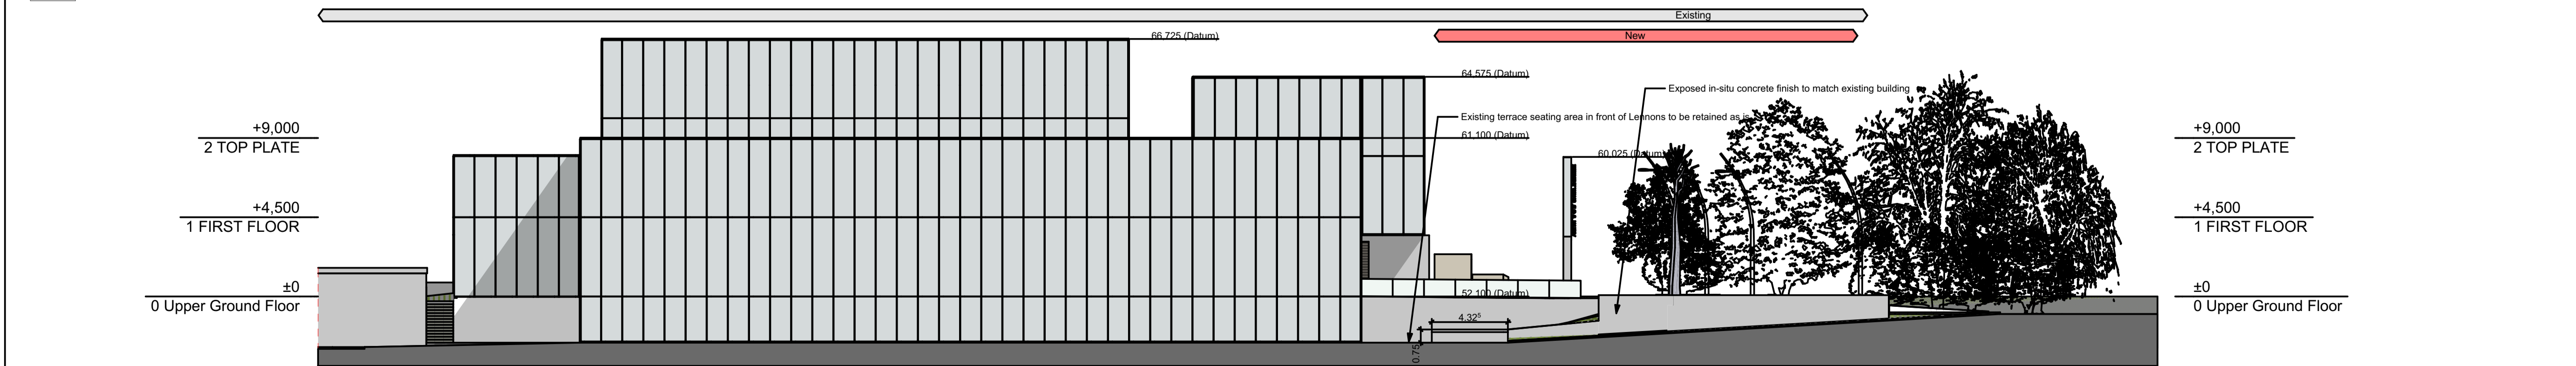 Existing
New
66.725 (Datum)
64.575 (Datum)
Exposed in-situ concrete finish to match existing building
Existing terrace seating area in front of Lennons to be retained as is
61.100 (Datum)
60.025 (Datum)
+9,000
2 TOP PLATE
+4,500
1 FIRST FLOOR
±0
0 Upper Ground Floor
52.100 (Datum)
4.32⁵
0.75
+9,000
2 TOP PLATE
+4,500
1 FIRST FLOOR
±0
0 Upper Ground Floor